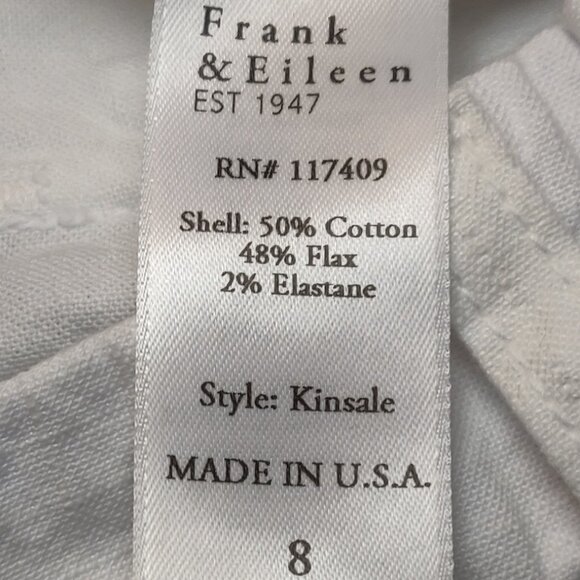 Frank
& Eileen
EST 1947
RN# 117409
Shell: 50% Cotton
48% Flax
2% Elastane
Style: Kinsale
MADE IN U.S.A.
8